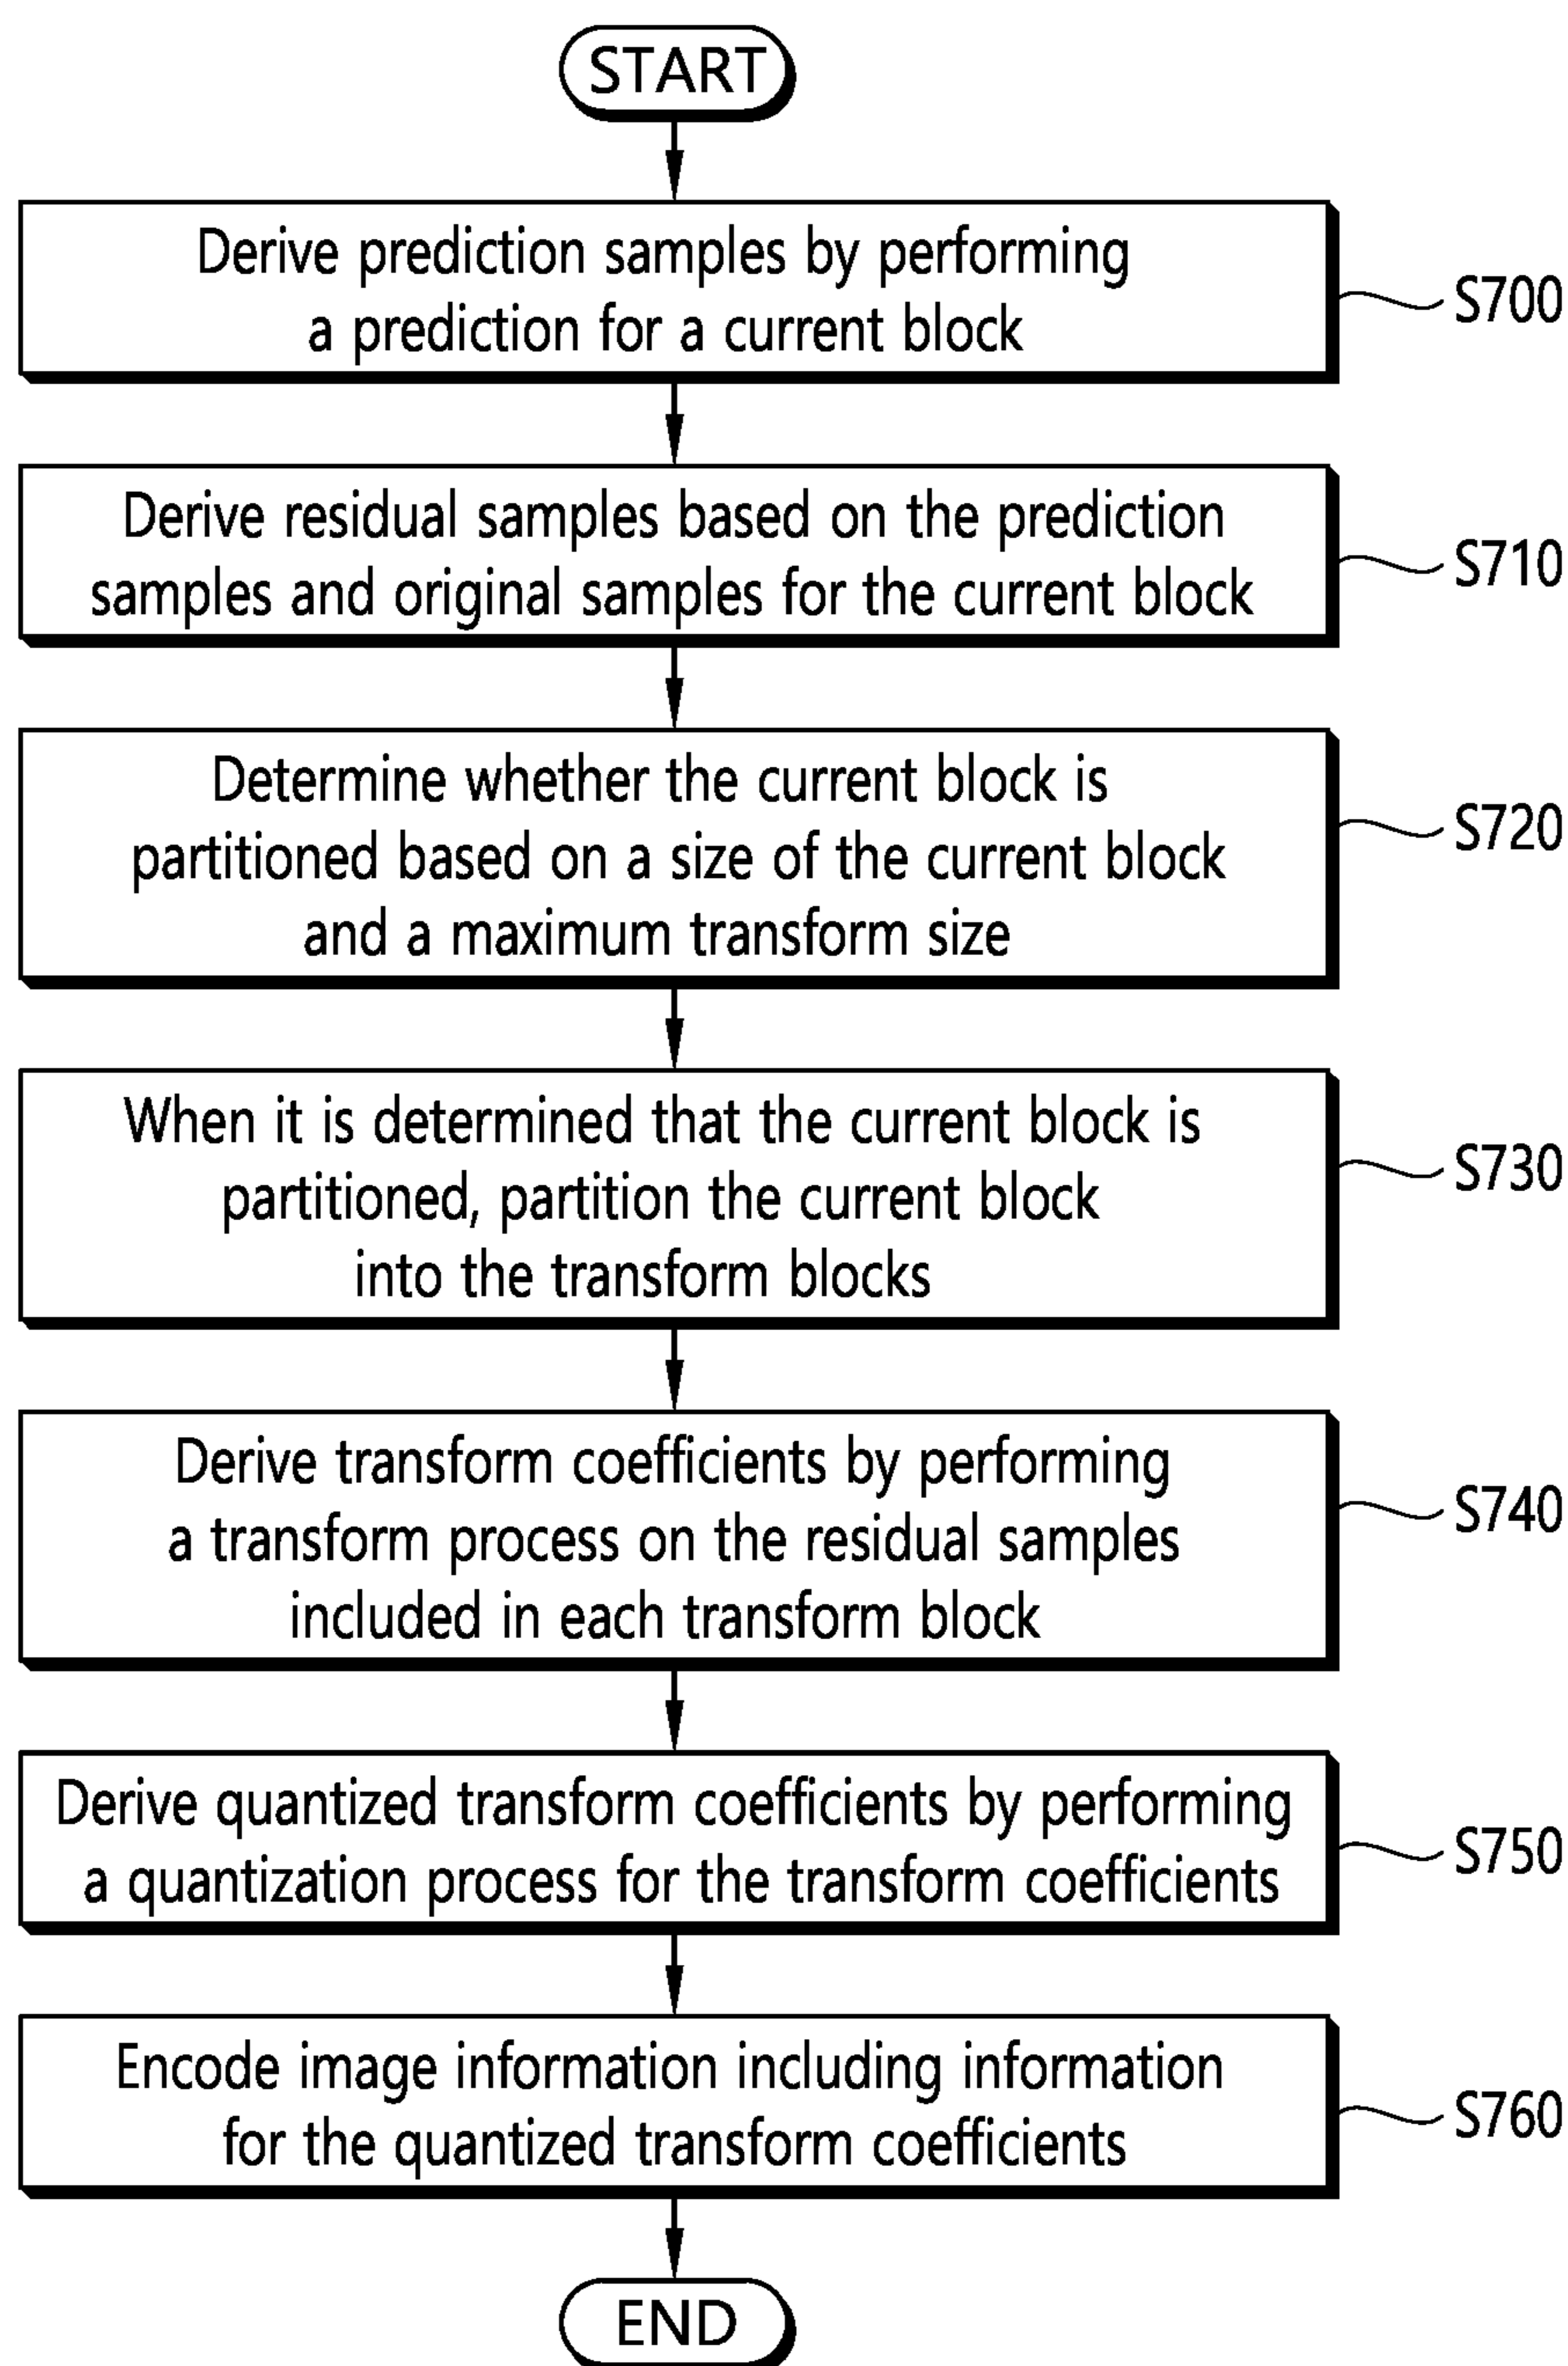 START
Derive prediction samples by performing
a prediction for a current block
S700
Derive residual samples based on the prediction
samples and original samples for the current block
S710
Determine whether the current block is
partitioned based on a size of the current block
and a maximum transform size
S720
When it is determined that the current block is
partitioned, partition the current block
into the transform blocks
S730
Derive transform coefficients by performing
a transform process on the residual samples
included in each transform block
S740
Derive quantized transform coefficients by performing
a quantization process for the transform coefficients
S750
Encode image information including information
for the quantized transform coefficients
S760
END